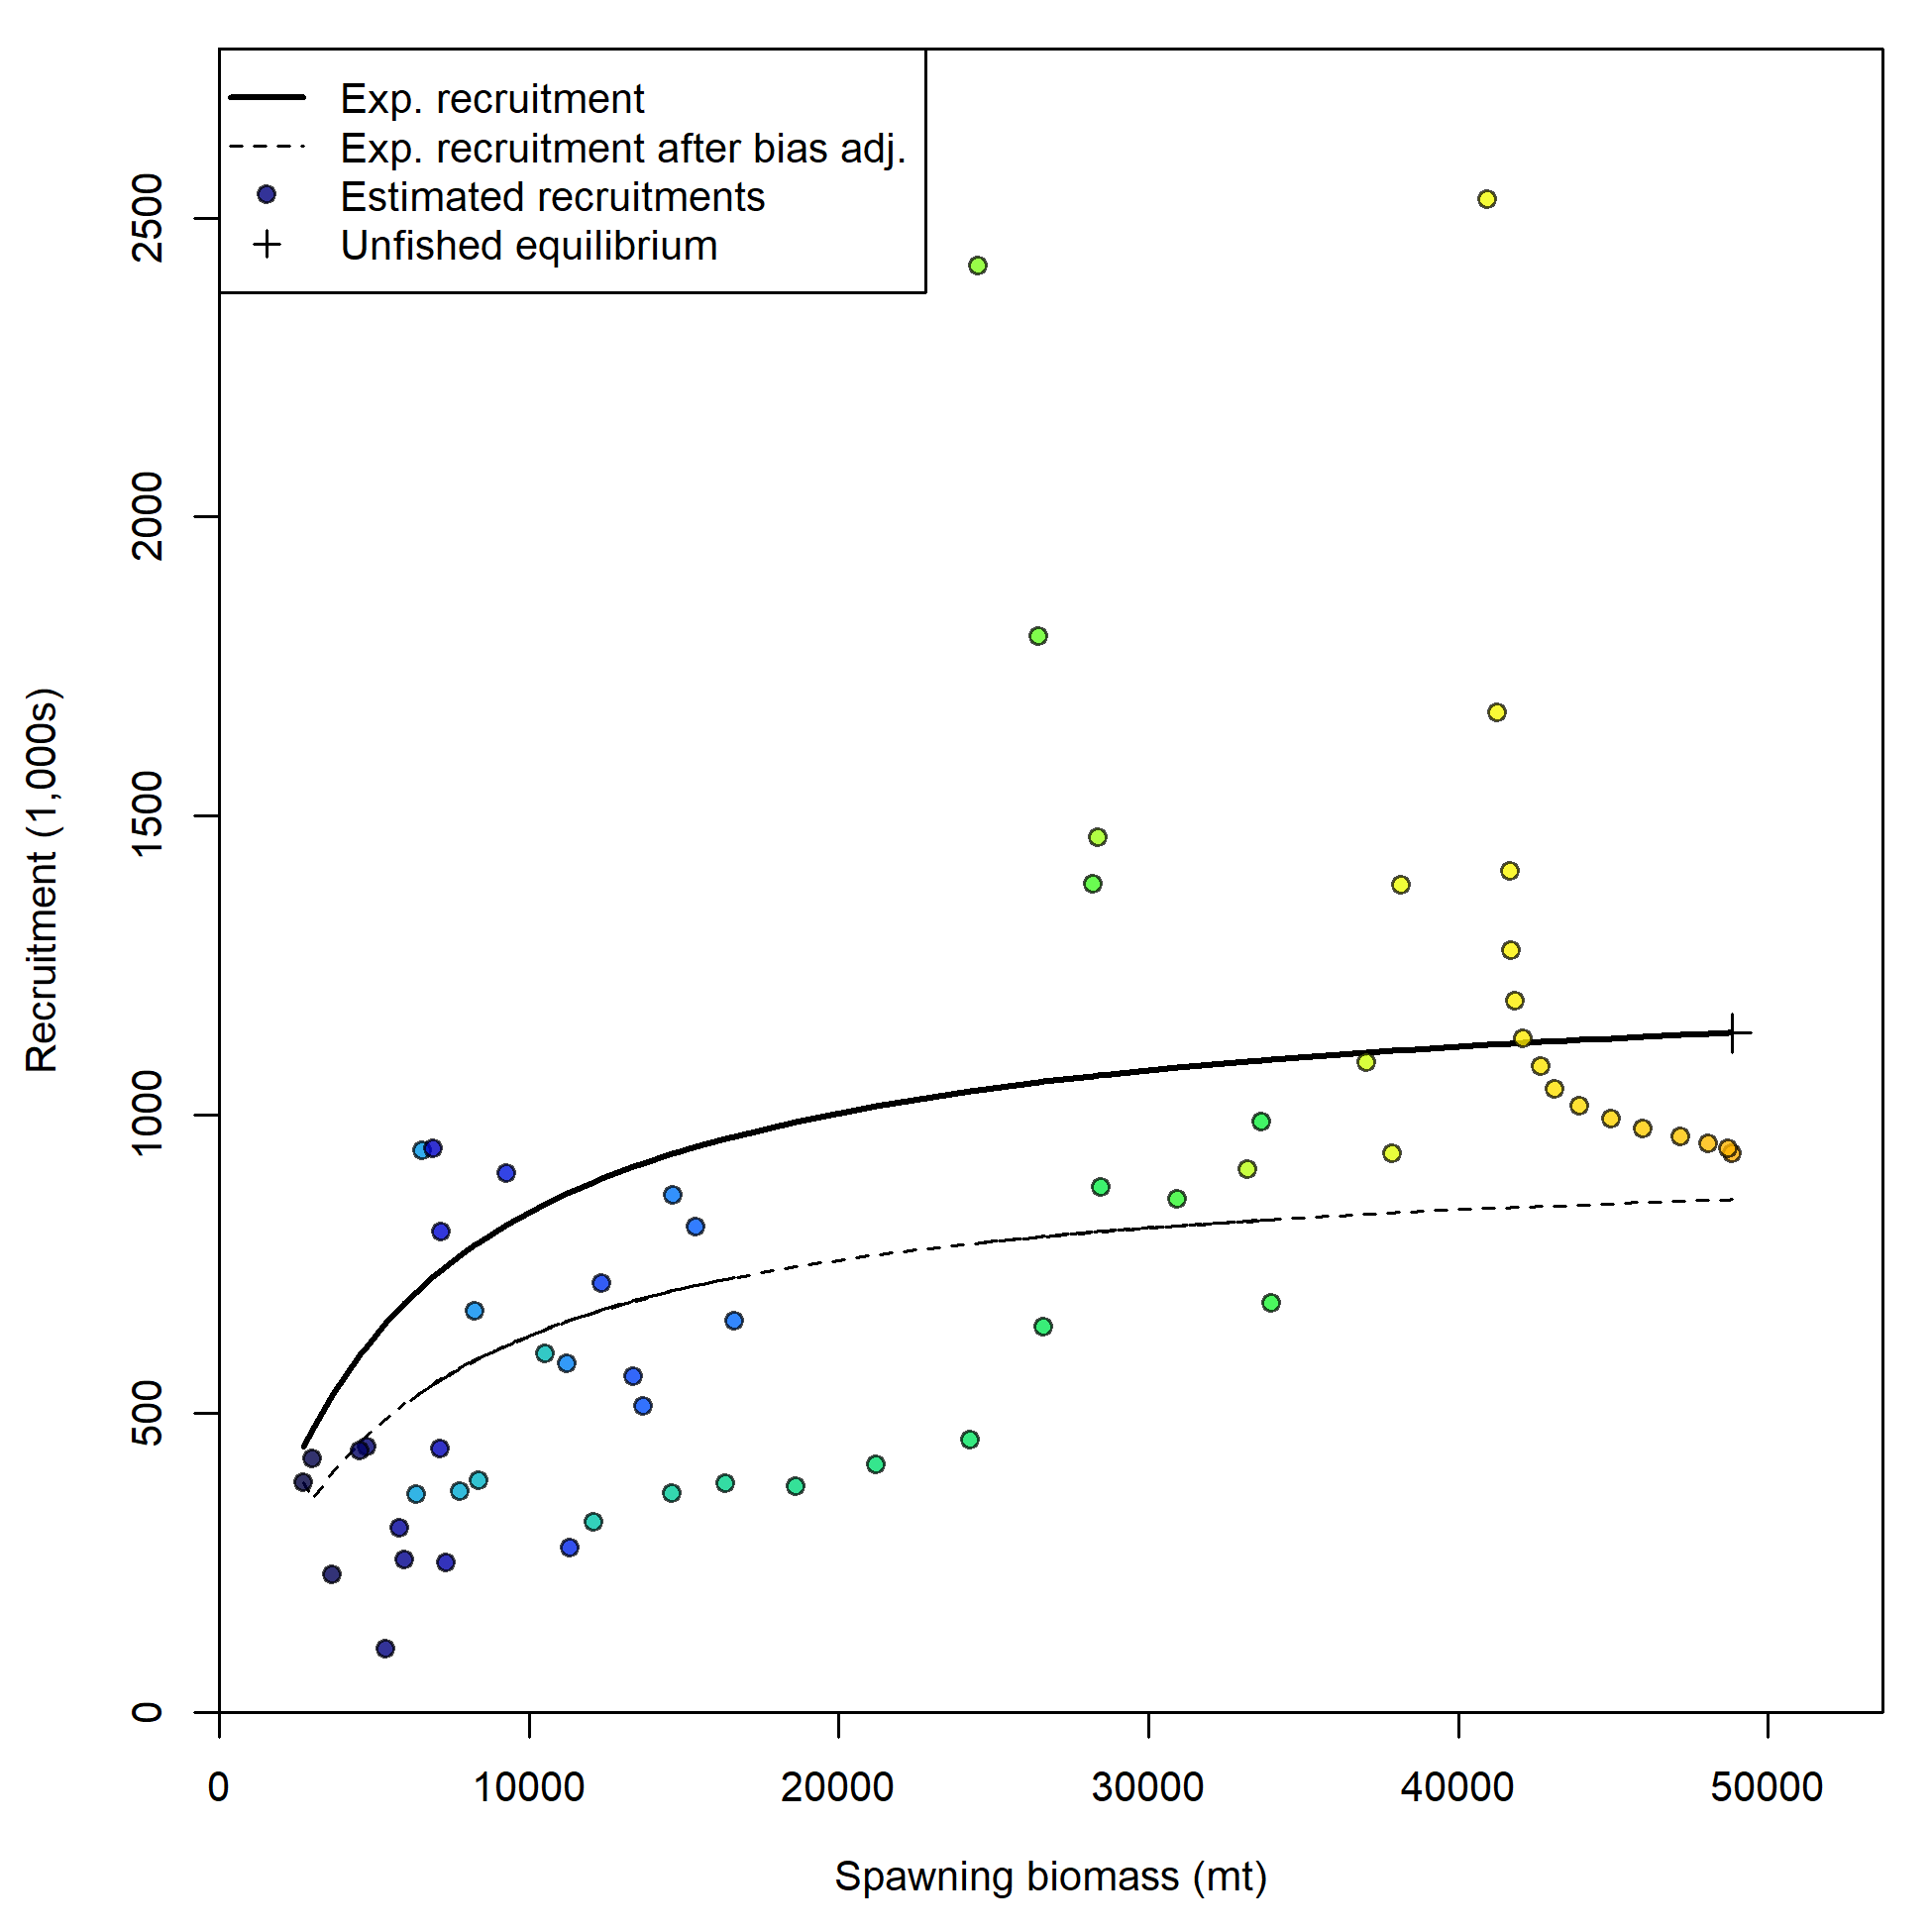 Exp. recruitment
Exp. recruitment after bias adj.
Estimated recruitments
Unfished equilibrium
Recruitment (1,000s)
2500
2000
1500
1000
500
0
0 10000 20000 30000 40000 50000
Spawning biomass (mt)